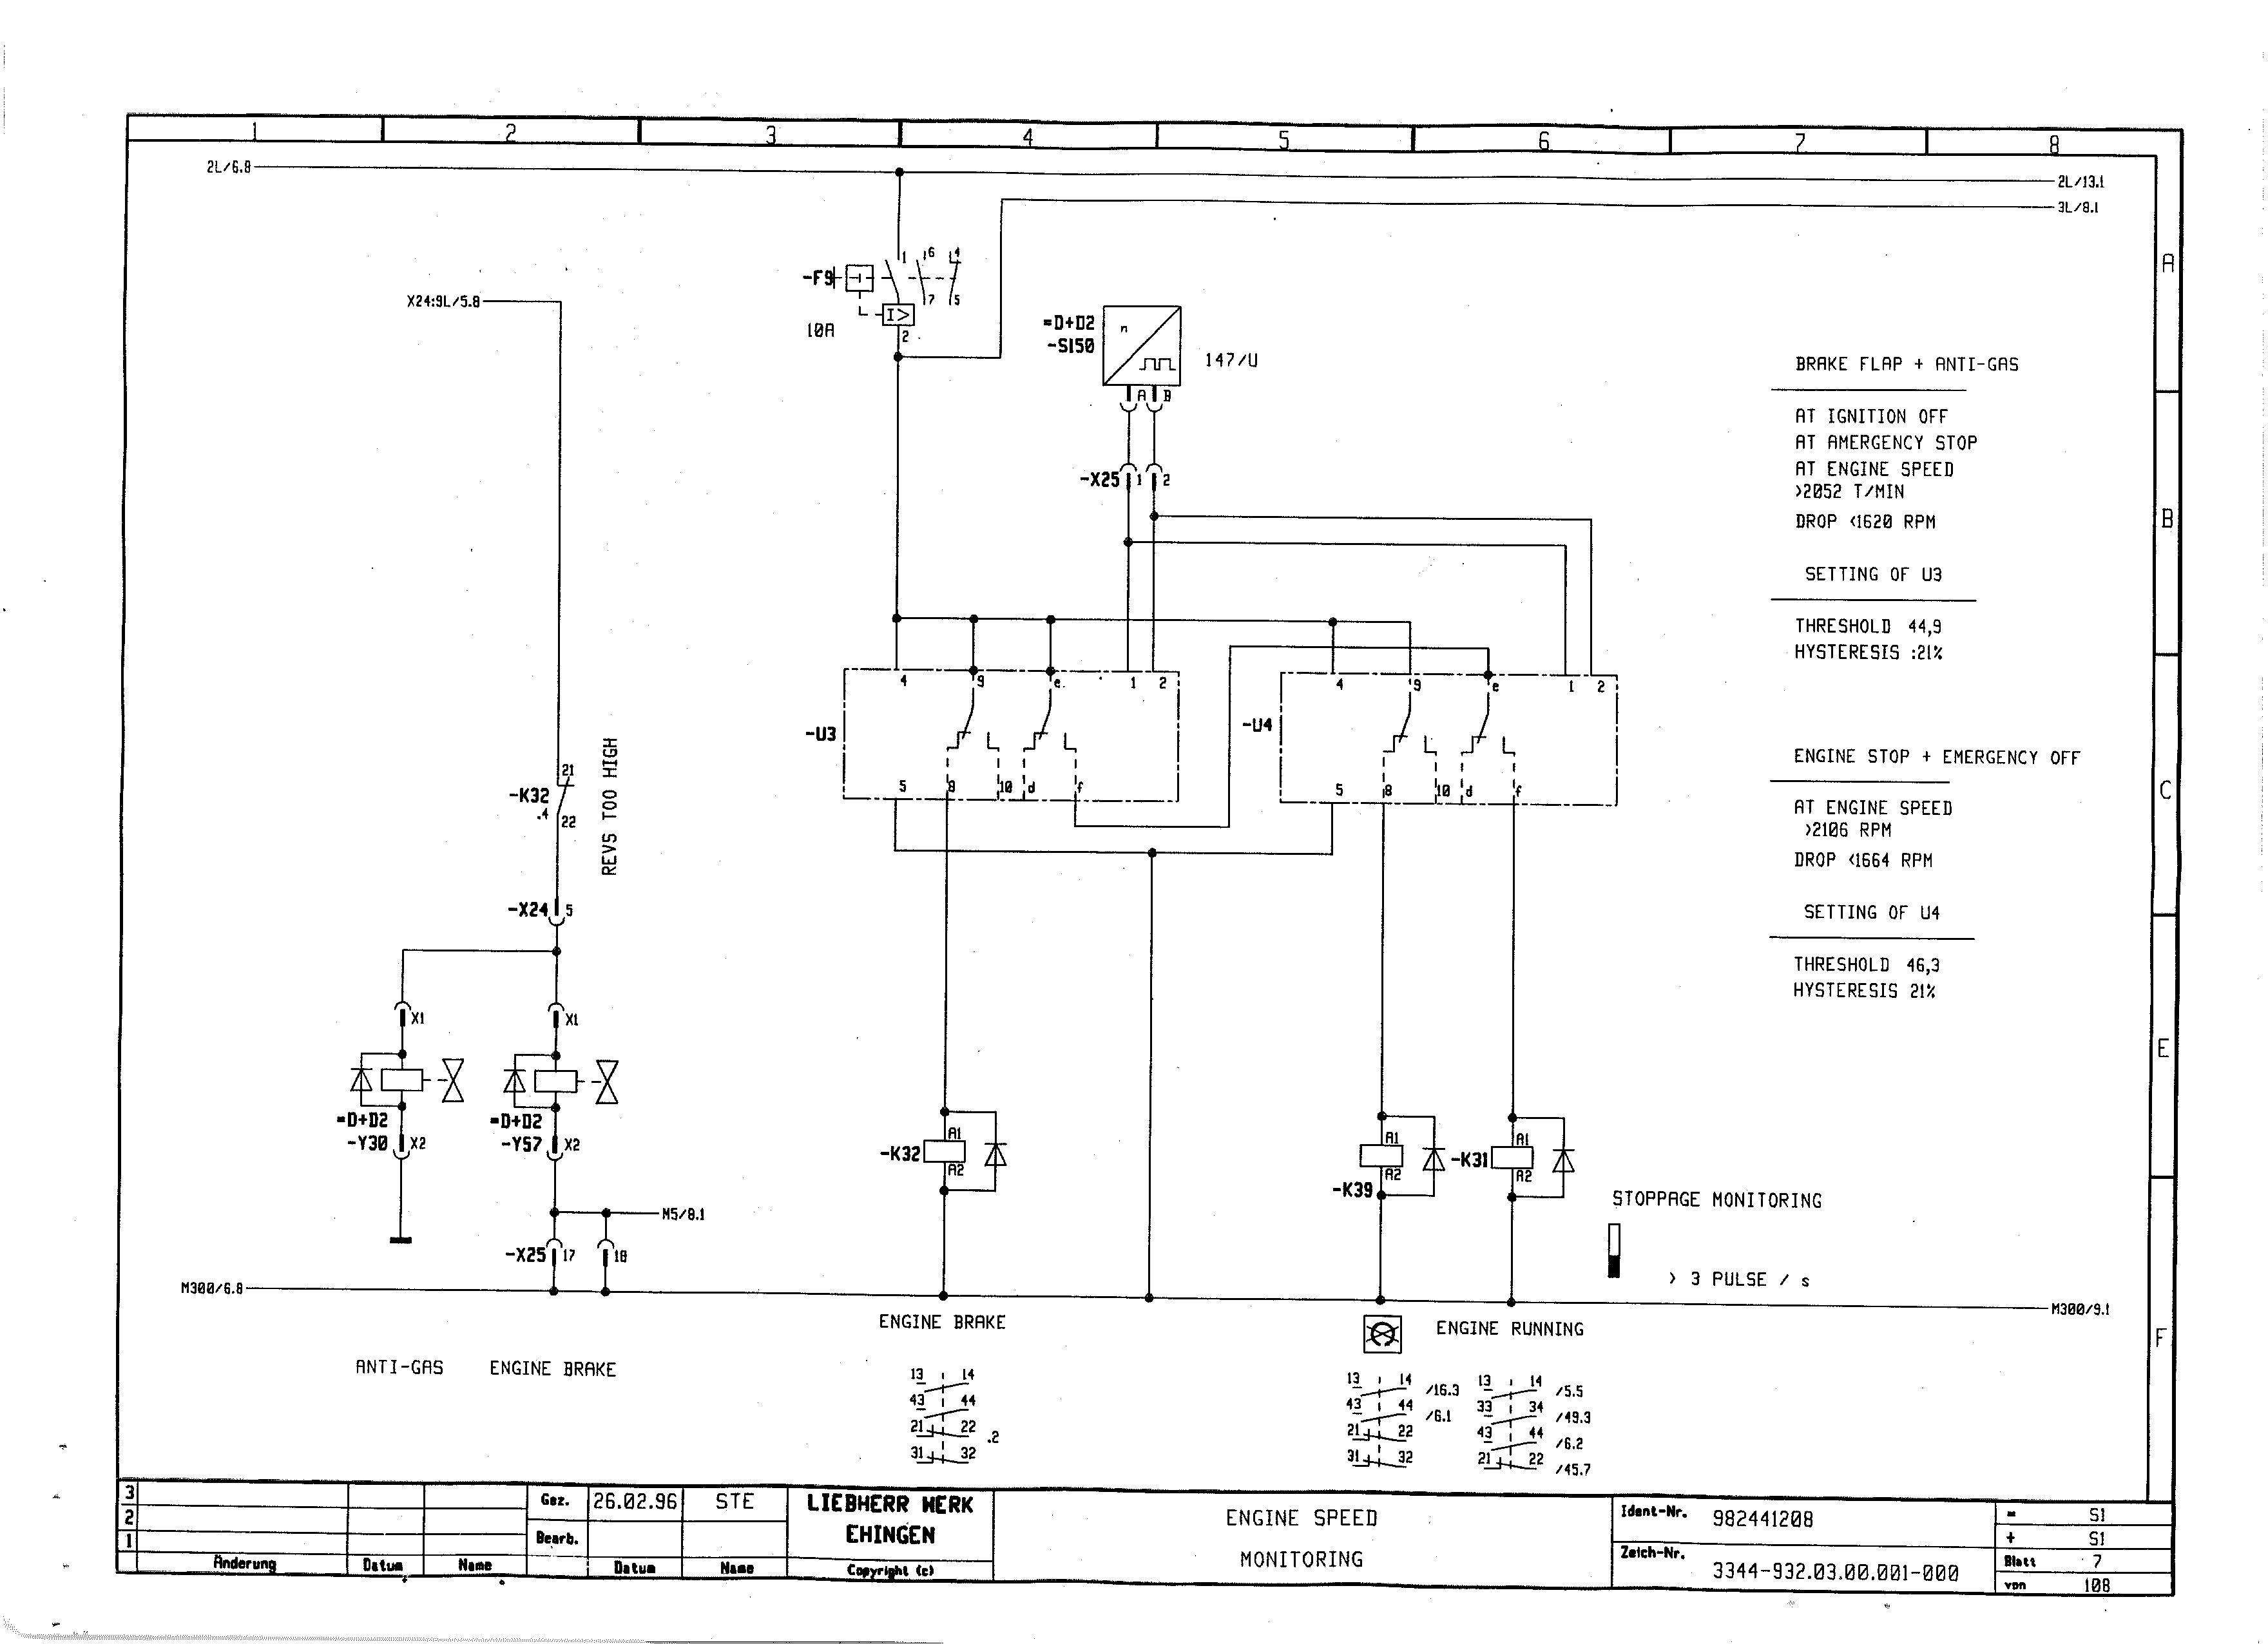 1 2 3 4 5 6 7 8
2L/6.8
2L/13.1
3L/8.1
A
B
C
E
F
X24:9L/5.8
-F9
10A
1
2
6
7
4
5
I>
=D+D2
-S150
n
147/U
A B
-X25 1 2
BRAKE FLAP + ANTI-GAS
AT IGNITION OFF
AT AMERGENCY STOP
AT ENGINE SPEED
>2052 T/MIN
DROP <1620 RPM
SETTING OF U3
THRESHOLD 44,9
HYSTERESIS :21%
ENGINE STOP + EMERGENCY OFF
AT ENGINE SPEED
>2106 RPM
DROP <1664 RPM
SETTING OF U4
THRESHOLD 46,3
HYSTERESIS 21%
-U3
4 9 e 1 2
5 8 10 d f
-U4
4 9 e 1 2
5 8 10 d f
-K32
.4
21
22
REVS TOO HIGH
-X24 5
X1
X1
=D+D2
-Y30 X2
=D+D2
-Y57 X2
M5/8.1
-X25 17 18
-K32
A1
A2
-K39
A1
A2
-K31
A1
A2
STOPPAGE MONITORING
> 3 PULSE / s
M300/6.8
M300/9.1
ANTI-GAS
ENGINE BRAKE
ENGINE BRAKE
13 14
43 44
21 22 .2
31 32
ENGINE RUNNING
13 14 /16.3
43 44 /6.1
21 22
31 32
13 14 /5.5
33 34 /49.3
43 44 /6.2
21 22 /45.7
3
2
1
Änderung
Datum
Name
Gez. 26.02.96 STE
Bearb.
Datum
Name
LIEBHERR WERK
EHINGEN
Copyright (c)
ENGINE SPEED
MONITORING
Ident-Nr. 982441208
Zeich-Nr. 3344-932.03.00.001-000
= S1
+ S1
Blatt 7
von 108